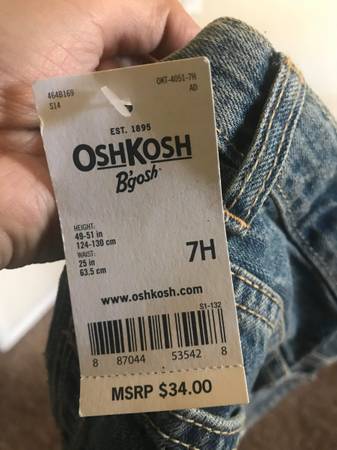 464B169
S14
OKT-4051-7H
AD
EST. 1895
OSHKOSH
B'gosh
HEIGHT:
49-51 in
124-130 cm
WAIST:
25 in
63.5 cm
7H
www.oshkosh.com
S1-132
8 87044 53542 8
MSRP $34.00